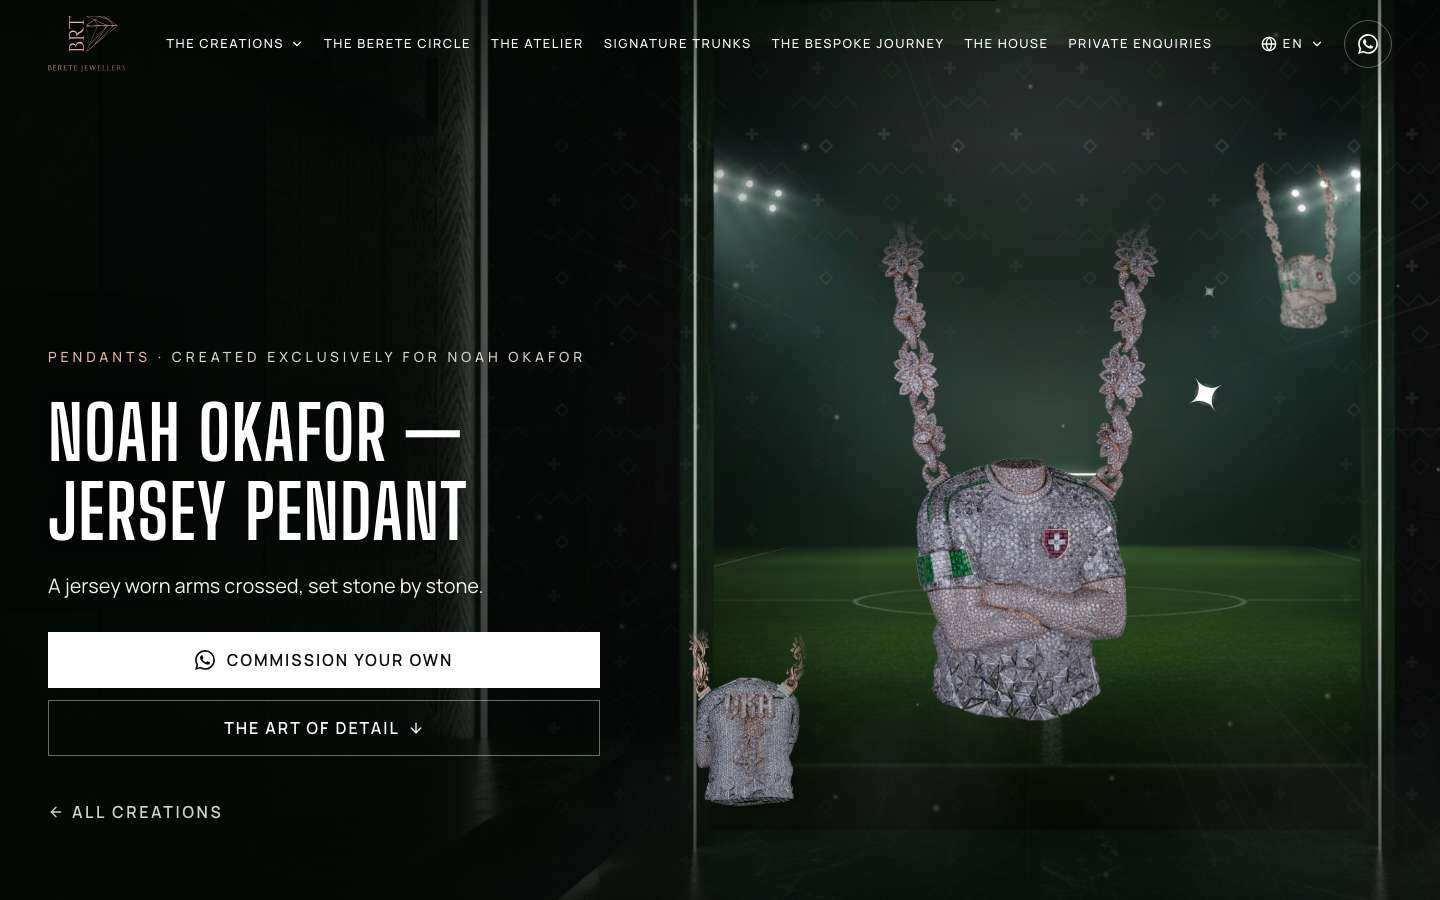 BRT
BERETE JEWELLERS
THE CREATIONS
THE BERETE CIRCLE
THE ATELIER
SIGNATURE TRUNKS
THE BESPOKE JOURNEY
THE HOUSE
PRIVATE ENQUIRIES
EN
PENDANTS · CREATED EXCLUSIVELY FOR NOAH OKAFOR
NOAH OKAFOR —
JERSEY PENDANT
A jersey worn arms crossed, set stone by stone.
COMMISSION YOUR OWN
THE ART OF DETAIL ↓
← ALL CREATIONS